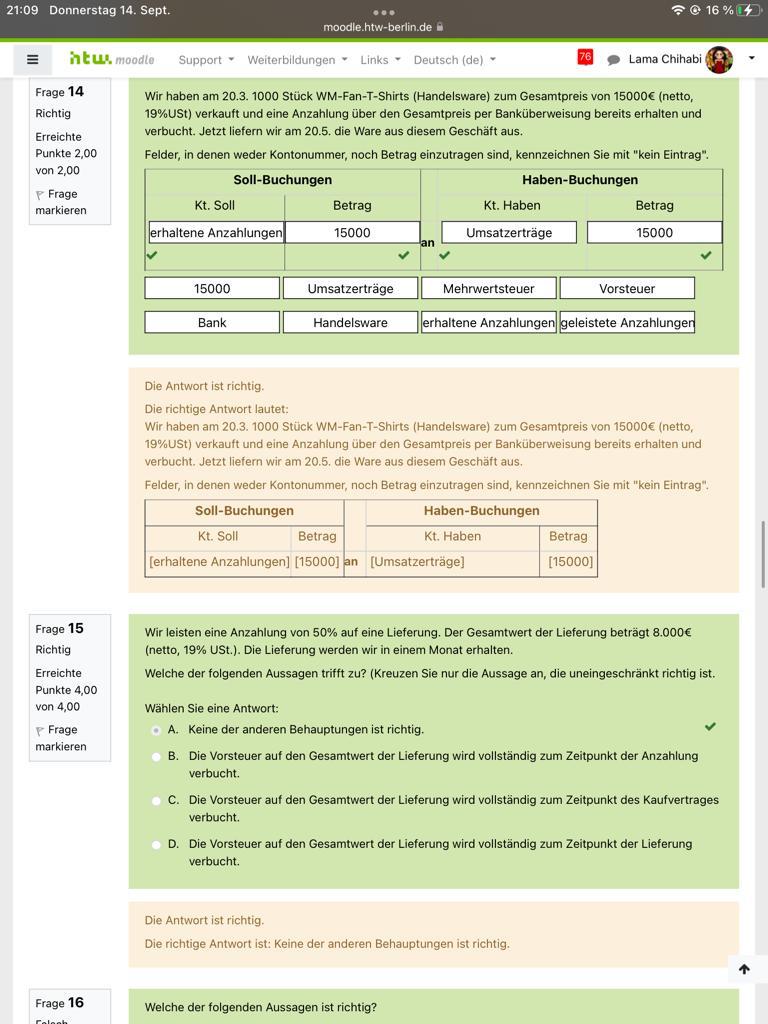 21:09 Donnerstag 14. Sept.
16 %
moodle.htw-berlin.de
htw. moodle
Support
Weiterbildungen
Links
Deutsch (de)
76
Lama Chihabi
Frage 14
Richtig
Erreichte
Punkte 2,00
von 2,00
Frage
markieren
Wir haben am 20.3. 1000 Stück WM-Fan-T-Shirts (Handelsware) zum Gesamtpreis von 15000€ (netto,
19%USt) verkauft und eine Anzahlung über den Gesamtpreis per Banküberweisung bereits erhalten und
verbucht. Jetzt liefern wir am 20.5. die Ware aus diesem Geschäft aus.
Felder, in denen weder Kontonummer, noch Betrag einzutragen sind, kennzeichnen Sie mit "kein Eintrag".
Soll-Buchungen Haben-Buchungen
Kt. Soll Betrag Kt. Haben Betrag
erhaltene Anzahlungen 15000 an Umsatzerträge 15000
15000 Umsatzerträge Mehrwertsteuer Vorsteuer
Bank Handelsware erhaltene Anzahlungen geleistete Anzahlungen
Die Antwort ist richtig.
Die richtige Antwort lautet:
Wir haben am 20.3. 1000 Stück WM-Fan-T-Shirts (Handelsware) zum Gesamtpreis von 15000€ (netto,
19%USt) verkauft und eine Anzahlung über den Gesamtpreis per Banküberweisung bereits erhalten und
verbucht. Jetzt liefern wir am 20.5. die Ware aus diesem Geschäft aus.
Felder, in denen weder Kontonummer, noch Betrag einzutragen sind, kennzeichnen Sie mit "kein Eintrag".
Soll-Buchungen Haben-Buchungen
Kt. Soll Betrag Kt. Haben Betrag
[erhaltene Anzahlungen] [15000] an [Umsatzerträge] [15000]
Frage 15
Richtig
Erreichte
Punkte 4,00
von 4,00
Frage
markieren
Wir leisten eine Anzahlung von 50% auf eine Lieferung. Der Gesamtwert der Lieferung beträgt 8.000€
(netto, 19% USt.). Die Lieferung werden wir in einem Monat erhalten.
Welche der folgenden Aussagen trifft zu? (Kreuzen Sie nur die Aussage an, die uneingeschränkt richtig ist.
Wählen Sie eine Antwort:
A. Keine der anderen Behauptungen ist richtig.
B. Die Vorsteuer auf den Gesamtwert der Lieferung wird vollständig zum Zeitpunkt der Anzahlung
verbucht.
C. Die Vorsteuer auf den Gesamtwert der Lieferung wird vollständig zum Zeitpunkt des Kaufvertrages
verbucht.
D. Die Vorsteuer auf den Gesamtwert der Lieferung wird vollständig zum Zeitpunkt der Lieferung
verbucht.
Die Antwort ist richtig.
Die richtige Antwort ist: Keine der anderen Behauptungen ist richtig.
Frage 16
Falsch
Welche der folgenden Aussagen ist richtig?